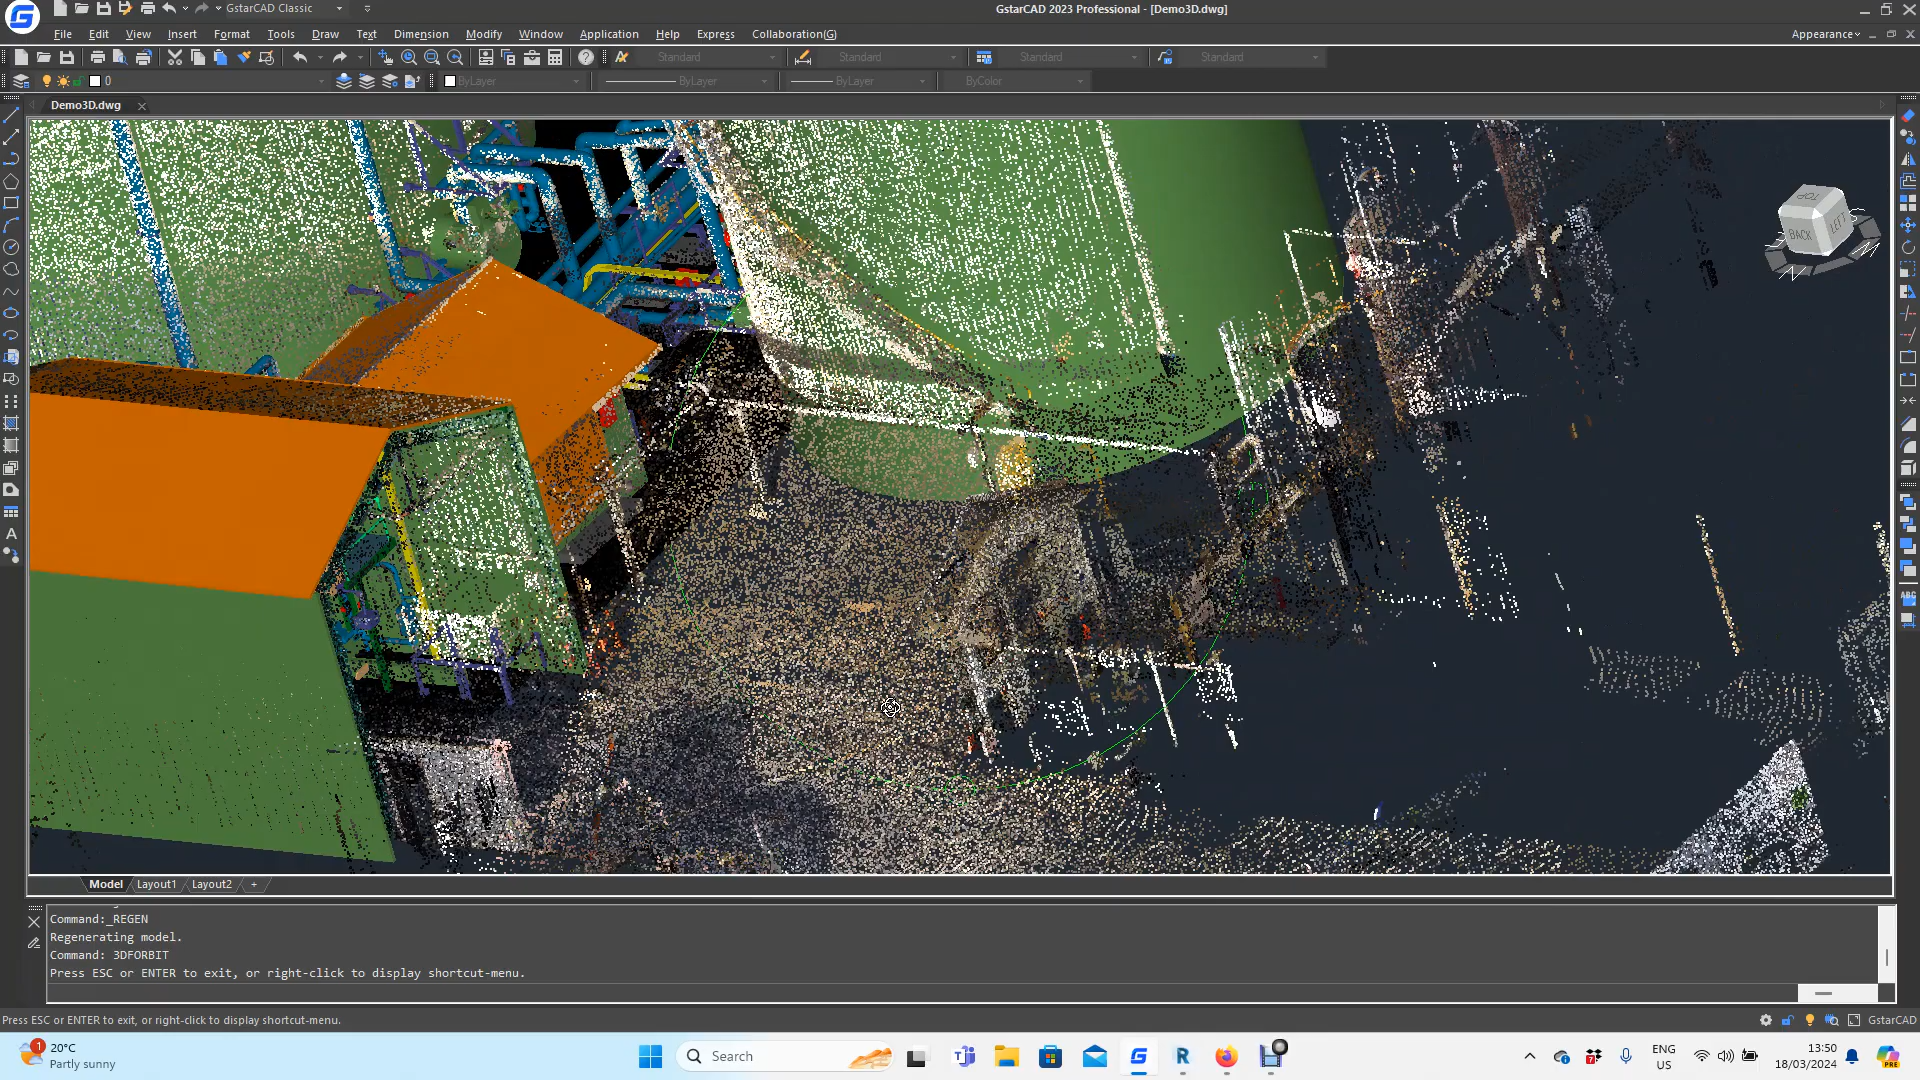 GstarCAD Classic
GstarCAD 2023 Professional - [Demo3D.dwg]
File Edit View Insert Format Tools Draw Text Dimension Modify Window Application Help Express Collaboration(G)
Appearance
Standard Standard Standard Standard
0 ByLayer ByLayer ByLayer ByColor
Demo3D.dwg
TOP
BACK LEFT
Model Layout1 Layout2 +
Command:_REGEN
Regenerating model.
Command: 3DFORBIT
Press ESC or ENTER to exit, or right-click to display shortcut-menu.
Press ESC or ENTER to exit, or right-click to display shortcut-menu.
GstarCAD
1
20°C
Partly sunny
Search
ENG
US
13:50
18/03/2024
PRE